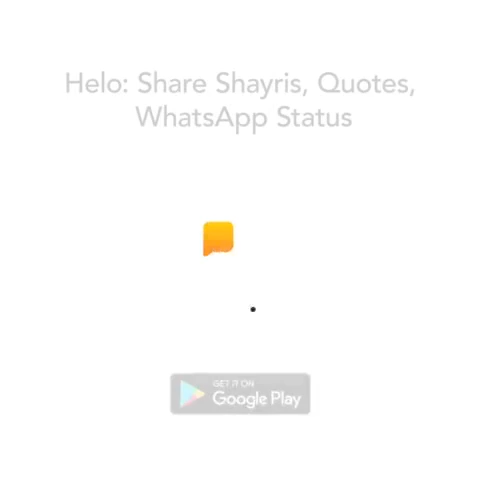 Helo: Share Shayris, Quotes,
WhatsApp Status
GET IT ON
Google Play